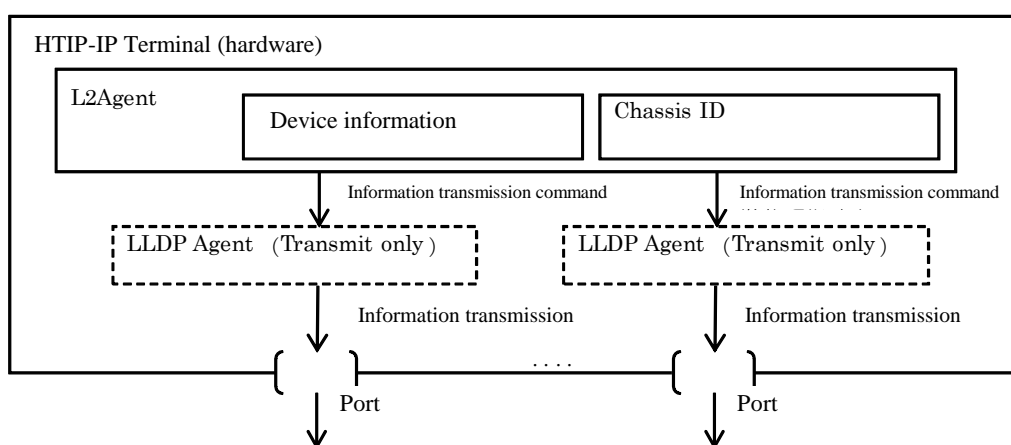 HTIP-IP Terminal (hardware)
L2Agent
Device information
Chassis ID
Information transmission command
Information transmission command
LLDP Agent （Transmit only）
LLDP Agent （Transmit only）
Information transmission
Information transmission
....
Port
Port